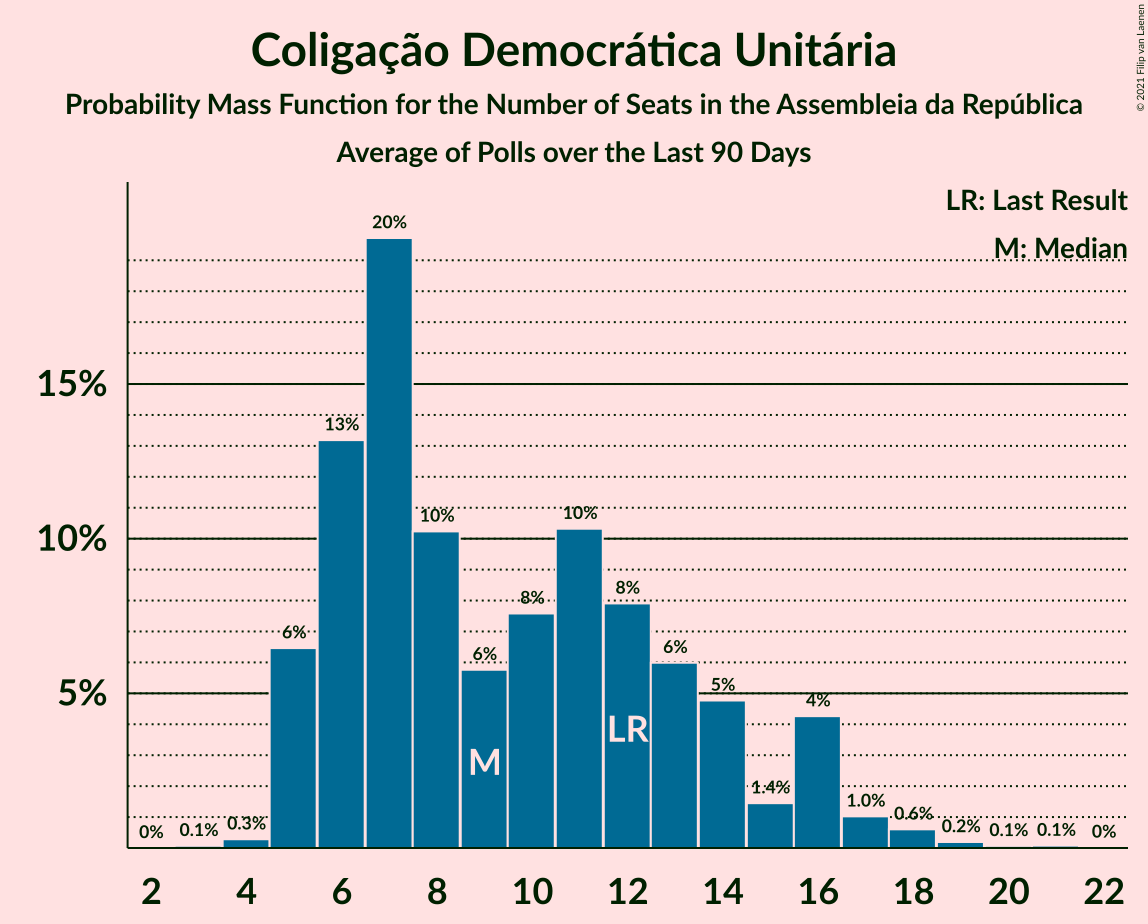 Coligação Democrática Unitária
Probability Mass Function for the Number of Seats in the Assembleia da República
Average of Polls over the Last 90 Days
© 2021 Filip van Laenen
LR: Last Result
M: Median
15%
10%
5%
0%
0.1%
0.3%
6%
13%
20%
10%
6%
8%
10%
8%
6%
5%
1.4%
4%
1.0%
0.6%
0.2%
0.1%
0.1%
0%
M
LR
2 4 6 8 10 12 14 16 18 20 22